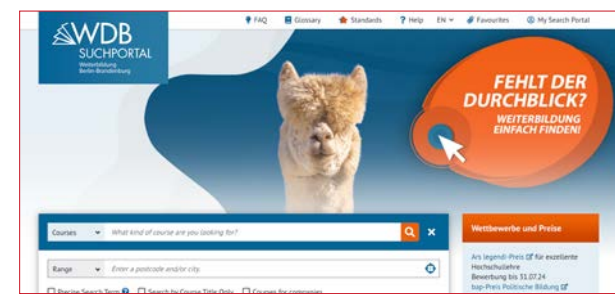 FAQ Glossary Standards Help EN Favourites My Search Portal
WDB
SUCHPORTAL
Weiterbildung
Berlin-Brandenburg
FEHLT DER
DURCHBLICK?
WEITERBILDUNG
EINFACH FINDEN!
Courses What kind of course are you looking for?
Range Enter a postcode and/or city.
Precise Search Term Search by Course Title Only Courses for companies
Wettbewerbe und Preise
Ars legendi-Preis für exzellente
Hochschullehre
Bewerbung bis 31.07.24
bap-Preis Politische Bildung